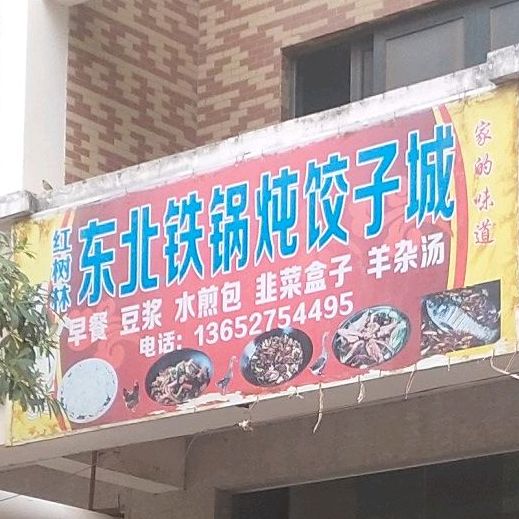 红树林
东北铁锅炖饺子城
家的味道
早餐 豆浆 水煎包 韭菜盒子 羊杂汤
电话：13652754495